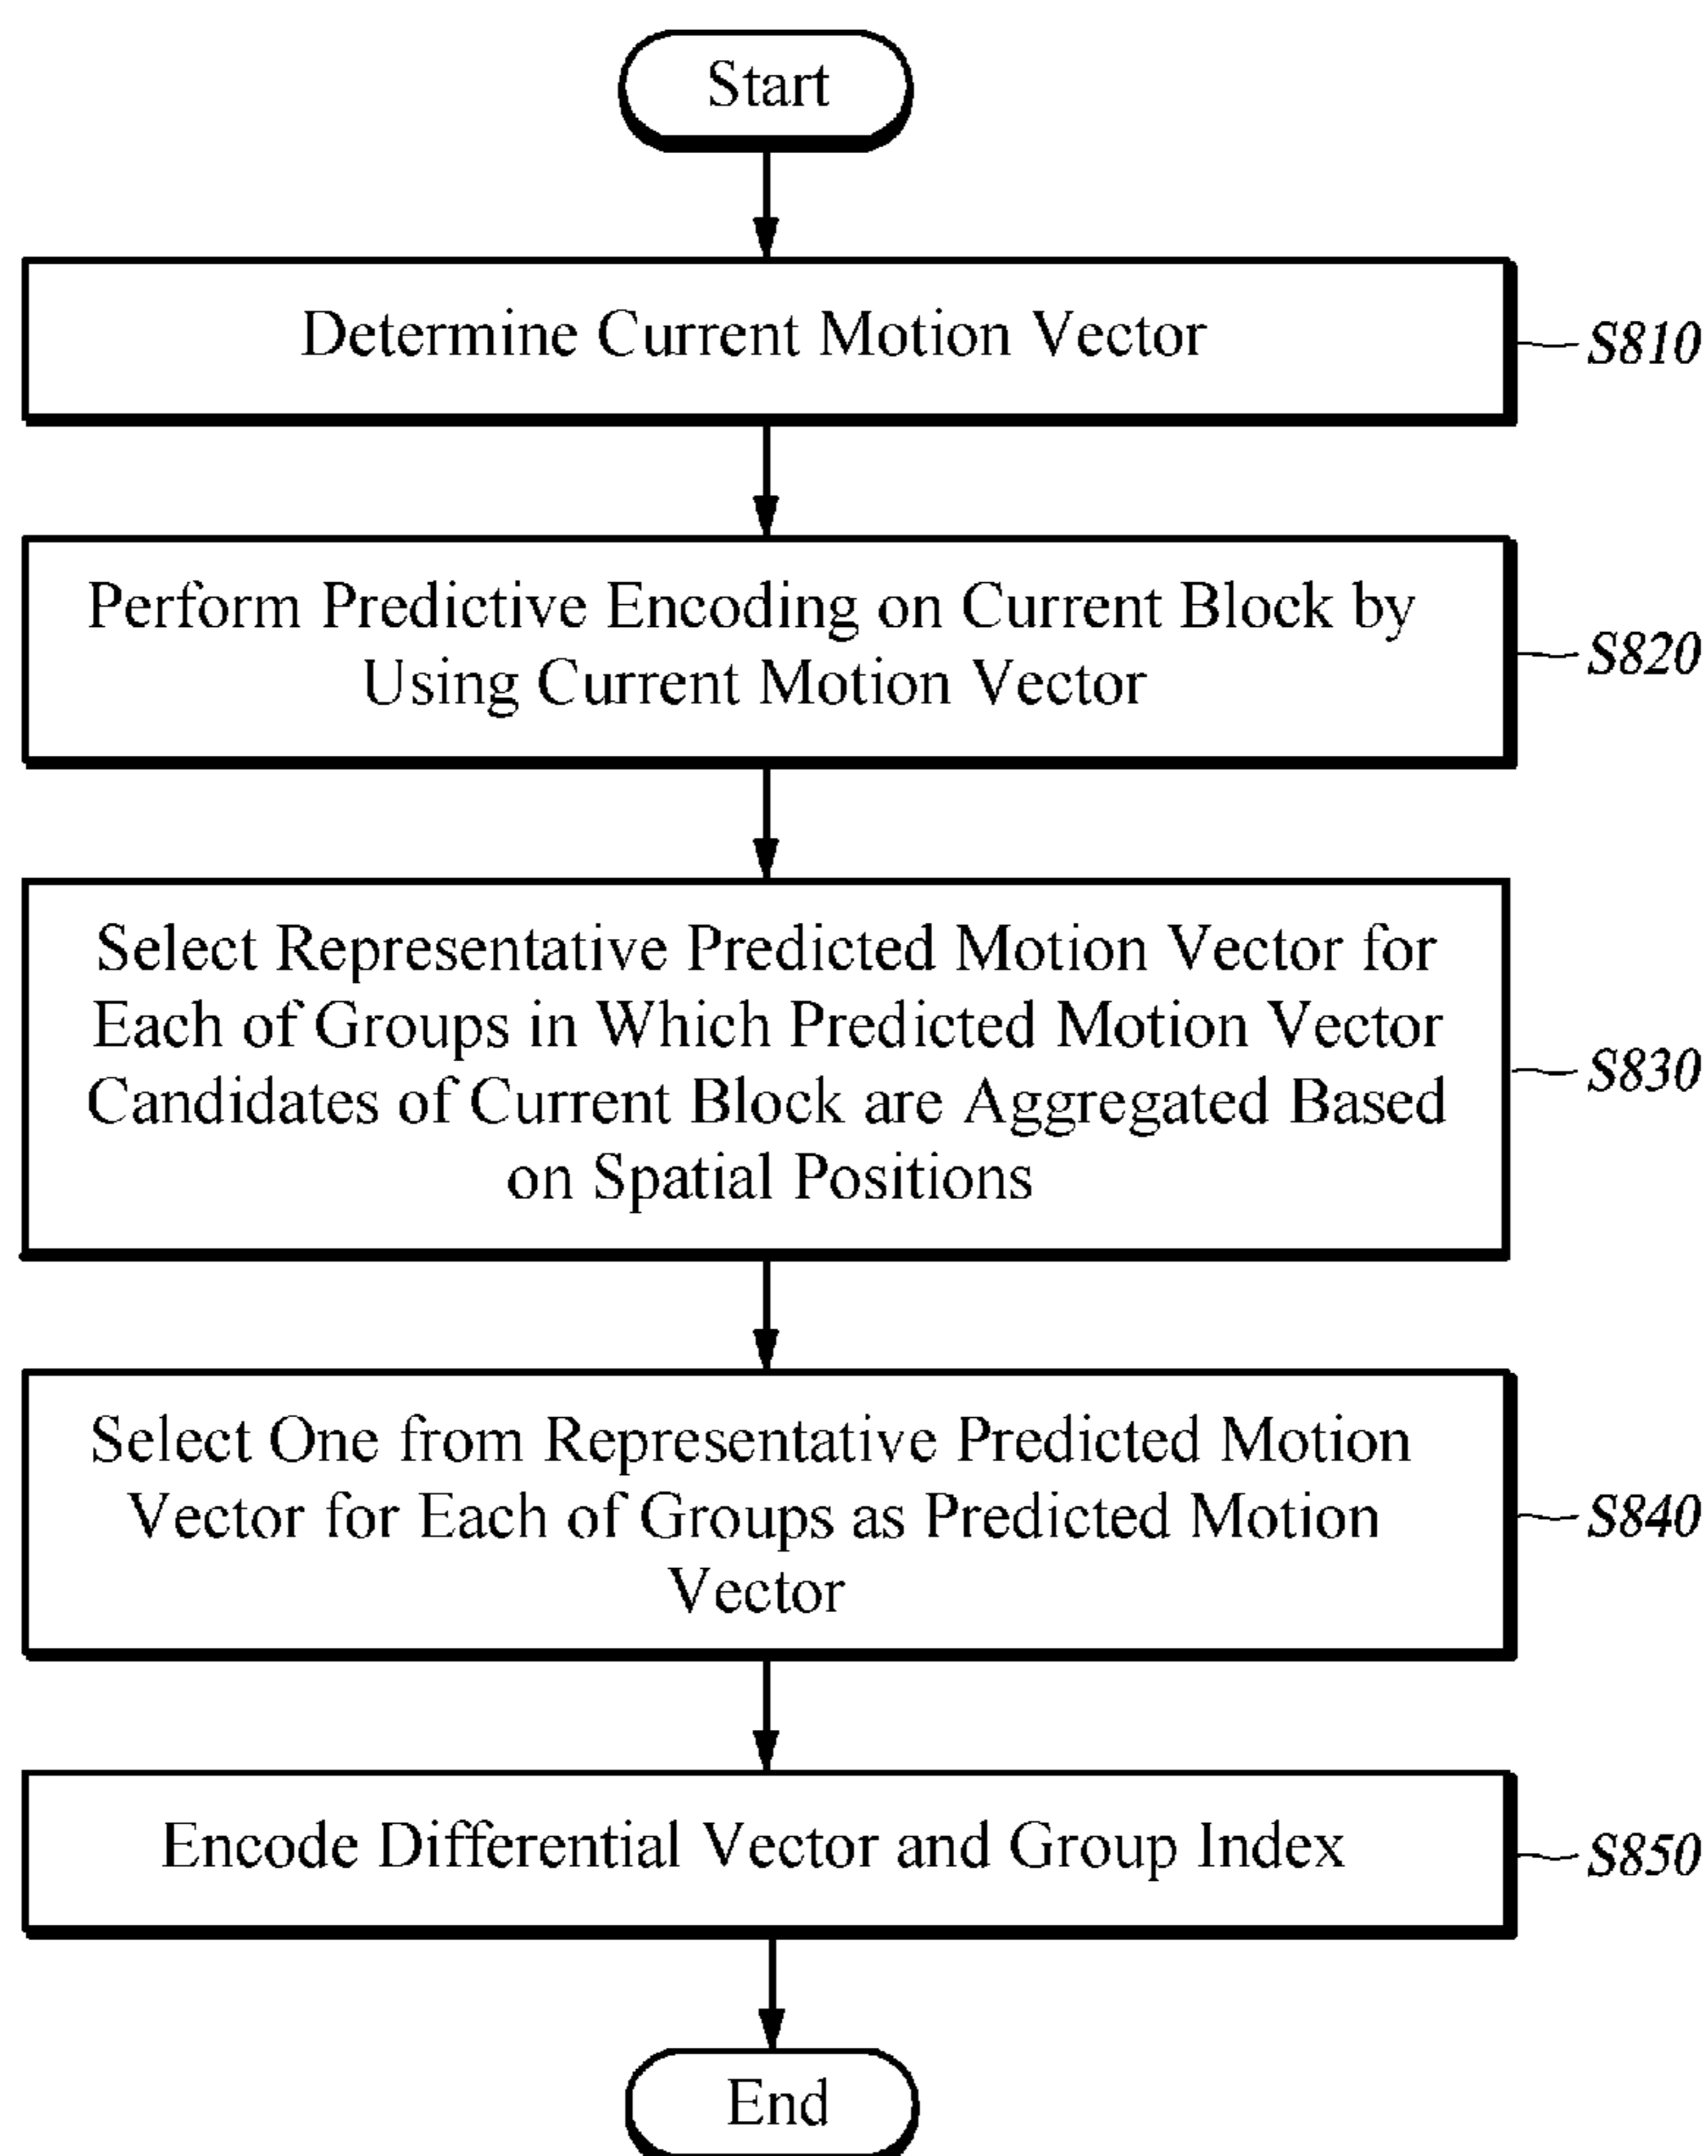 Start
Determine Current Motion Vector
S810
Perform Predictive Encoding on Current Block by
Using Current Motion Vector
S820
Select Representative Predicted Motion Vector for
Each of Groups in Which Predicted Motion Vector
Candidates of Current Block are Aggregated Based
on Spatial Positions
S830
Select One from Representative Predicted Motion
Vector for Each of Groups as Predicted Motion
Vector
S840
Encode Differential Vector and Group Index
S850
End